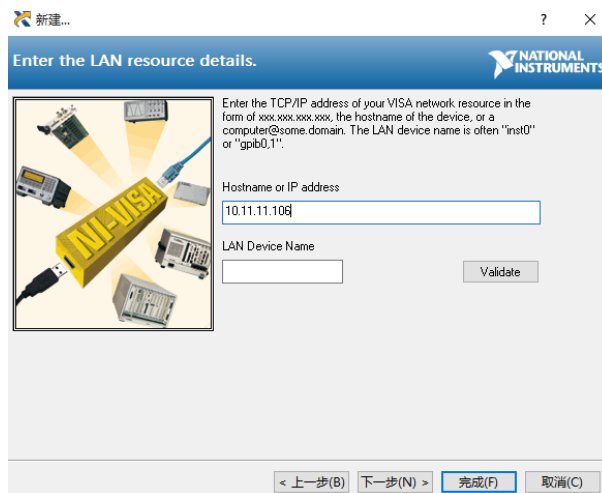 新建...
?
Enter the LAN resource details.
NATIONAL
INSTRUMENTS
Enter the TCP/IP address of your VISA network resource in the
form of xxx.xxx.xxx.xxx, the hostname of the device, or a
computer@some.domain. The LAN device name is often "inst0"
or "gpib0,1".
Hostname or IP address
10.11.11.106
LAN Device Name
Validate
NI-VISA
< 上一步(B)
下一步(N) >
完成(F)
取消(C)